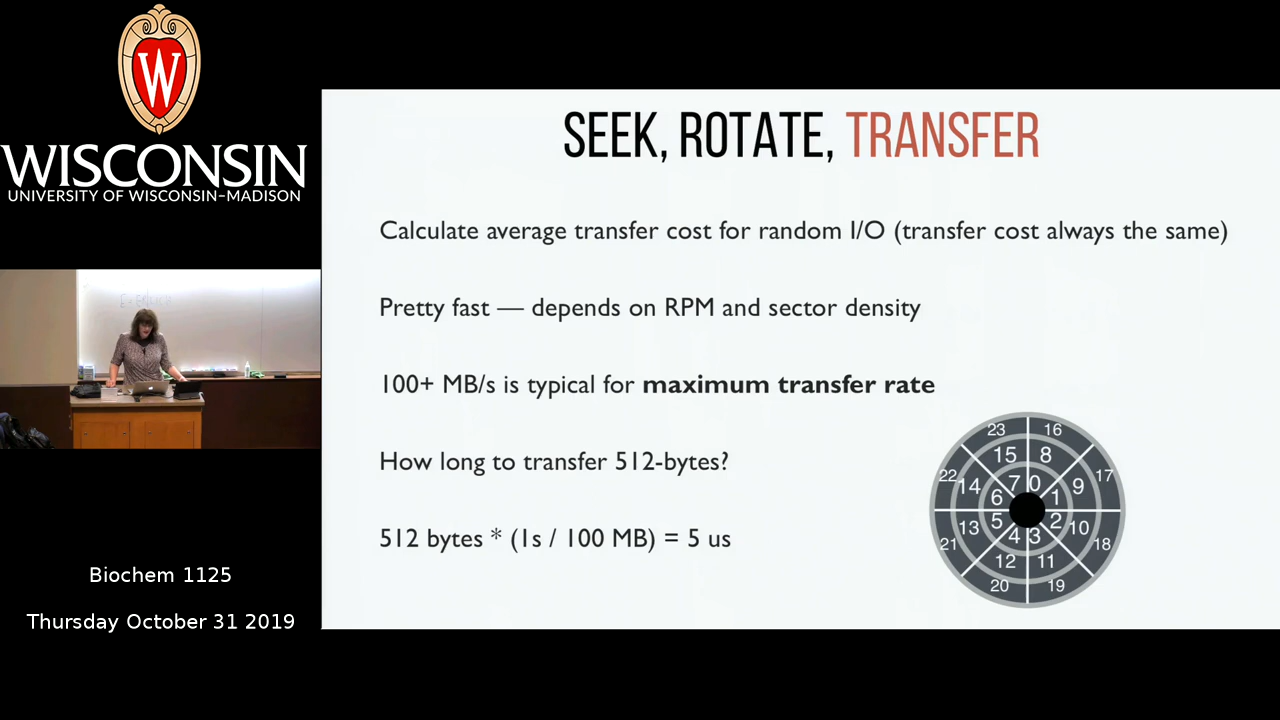 W
WISCONSIN
UNIVERSITY OF WISCONSIN-MADISON
Biochem 1125
Thursday October 31 2019
SEEK, ROTATE, TRANSFER
Calculate average transfer cost for random I/O (transfer cost always the same)
Pretty fast — depends on RPM and sector density
100+ MB/s is typical for maximum transfer rate
How long to transfer 512-bytes?
512 bytes * (1s / 100 MB) = 5 us
23 16
15 8
22 14 7 0 9 17
6 1
5 2
21 13 4 3 10 18
12 11
20 19